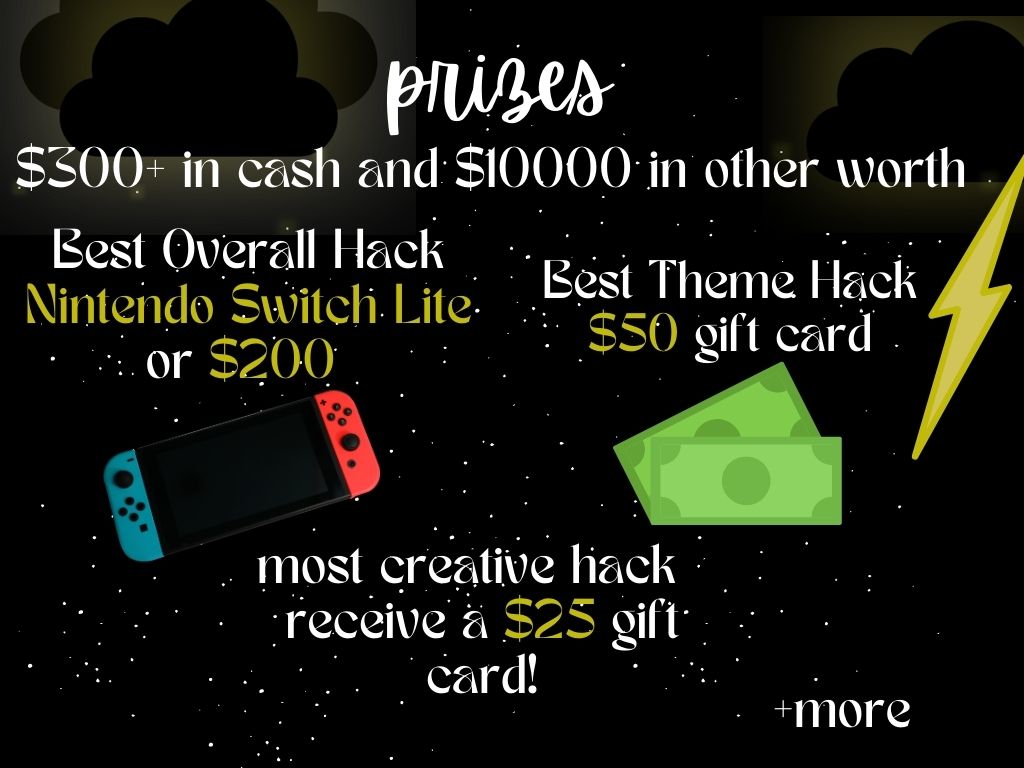 prizes
$300+ in cash and $10000 in other worth
Best Overall Hack
Nintendo Switch Lite
or $200
Best Theme Hack
$50 gift card
most creative hack
receive a $25 gift
card!
+more